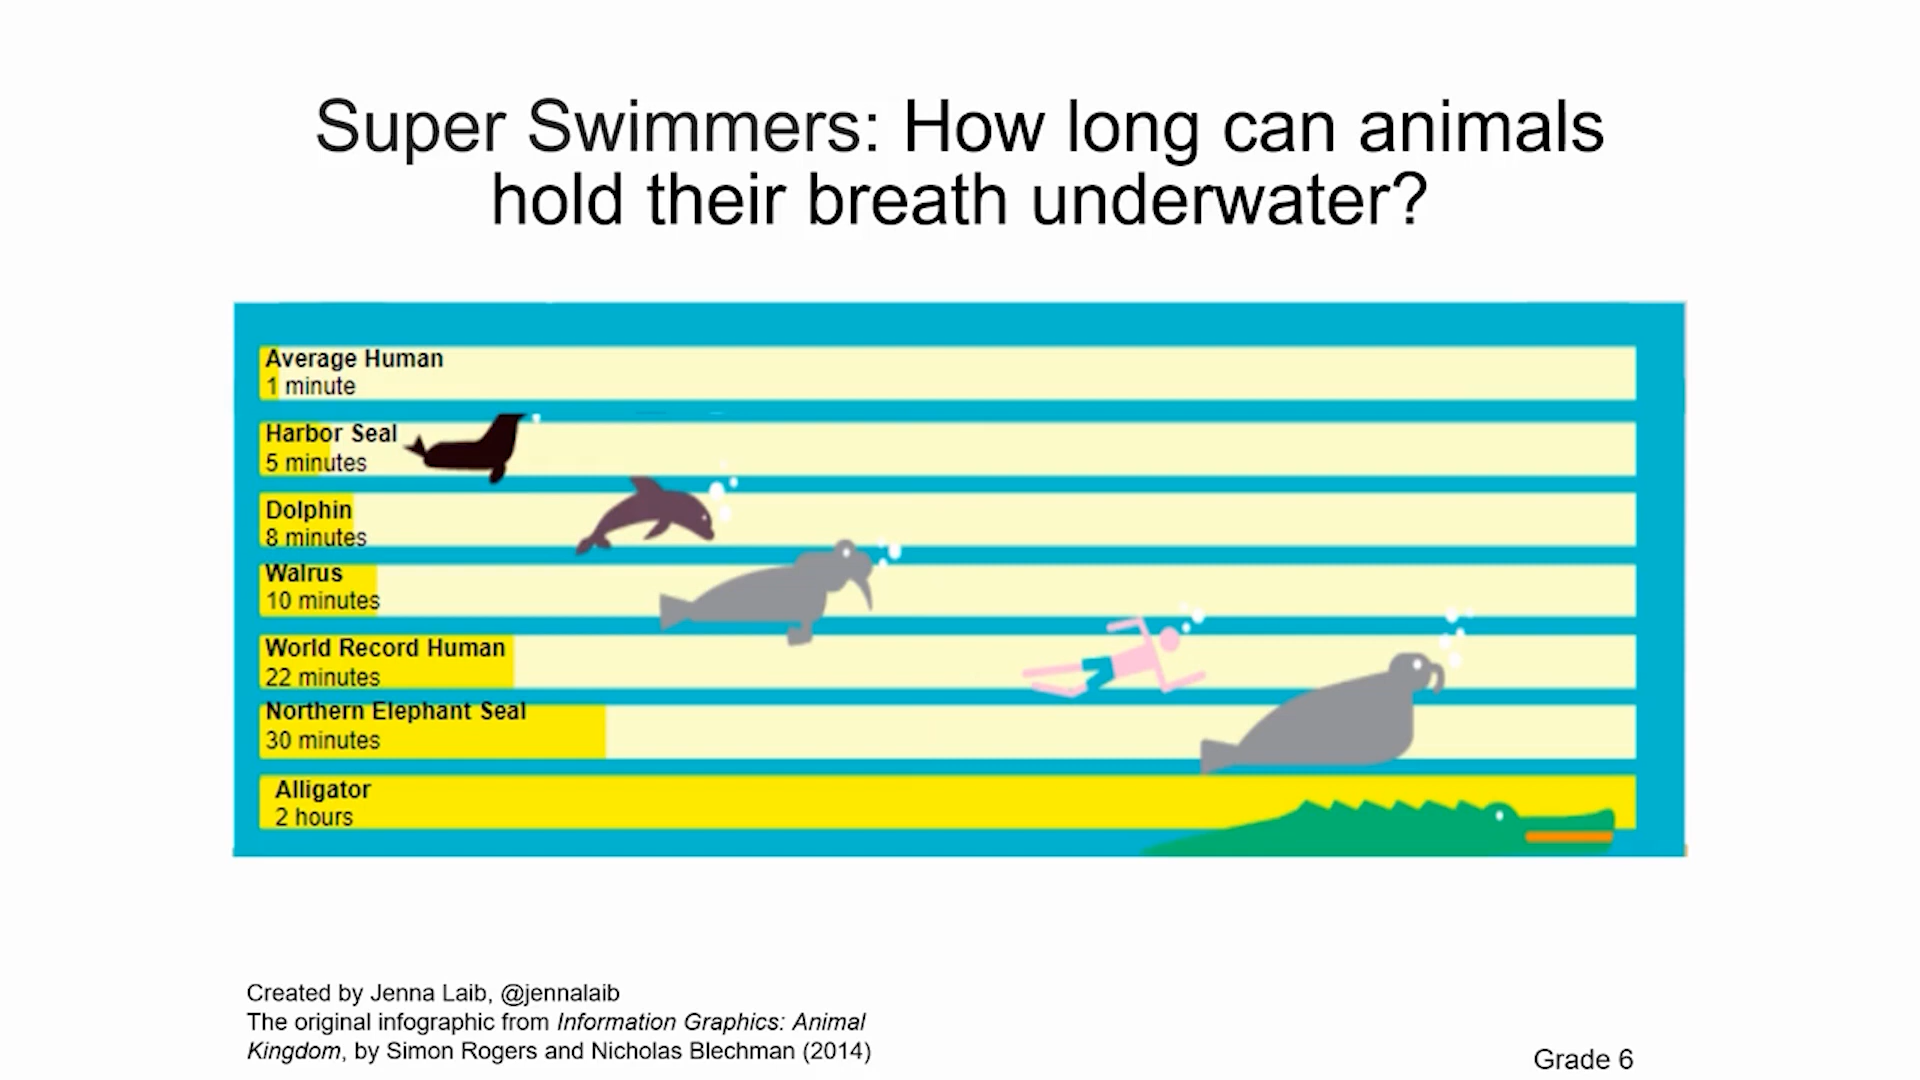 Super Swimmers: How long can animals
hold their breath underwater?
Average Human
1 minute
Harbor Seal
5 minutes
Dolphin
8 minutes
Walrus
10 minutes
World Record Human
22 minutes
Northern Elephant Seal
30 minutes
Alligator
2 hours
Created by Jenna Laib, @jennalaib
The original infographic from Information Graphics: Animal
Kingdom, by Simon Rogers and Nicholas Blechman (2014)
Grade 6